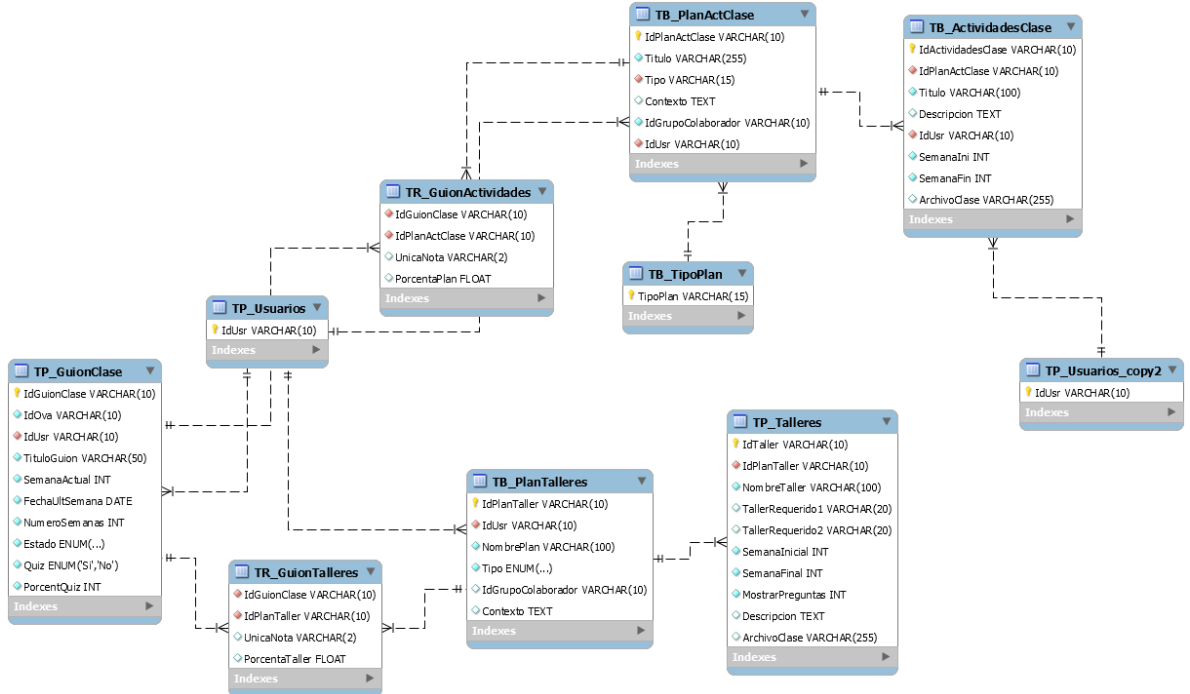 TB_PlanActClase
IdPlanActClase VARCHAR(10)
Titulo VARCHAR(255)
Tipo VARCHAR(15)
Contexto TEXT
IdGrupoColaborador VARCHAR(10)
IdUsr VARCHAR(10)
Indexes
TB_ActividadesClase
IdActividadesClase VARCHAR(10)
IdPlanActClase VARCHAR(10)
Titulo VARCHAR(100)
Descripcion TEXT
IdUsr VARCHAR(10)
SemanaIni INT
SemanaFin INT
ArchivoClase VARCHAR(255)
Indexes
TR_GuionActividades
IdGuionClase VARCHAR(10)
IdPlanActClase VARCHAR(10)
UnicaNota VARCHAR(2)
PorcentaPlan FLOAT
Indexes
TB_TipoPlan
TipoPlan VARCHAR(15)
Indexes
TP_Usuarios
IdUsr VARCHAR(10)
Indexes
TP_GuionClase
IdGuionClase VARCHAR(10)
IdOva VARCHAR(10)
IdUsr VARCHAR(10)
TituloGuion VARCHAR(50)
SemanaActual INT
FechaUltSemana DATE
NumeroSemanas INT
Estado ENUM(...)
Quiz ENUM('Si','No')
PorcentQuiz INT
Indexes
TP_Usuarios_copy2
IdUsr VARCHAR(10)
Indexes
TP_Talleres
IdTaller VARCHAR(10)
IdPlanTaller VARCHAR(10)
NombreTaller VARCHAR(100)
TallerRequerido1 VARCHAR(20)
TallerRequerido2 VARCHAR(20)
SemanaInicial INT
SemanaFinal INT
MostrarPreguntas INT
Descripcion TEXT
ArchivoClase VARCHAR(255)
Indexes
TB_PlanTalleres
IdPlanTaller VARCHAR(10)
IdUsr VARCHAR(10)
NombrePlan VARCHAR(100)
Tipo ENUM(...)
IdGrupoColaborador VARCHAR(10)
Contexto TEXT
Indexes
TR_GuionTalleres
IdGuionClase VARCHAR(10)
IdPlanTaller VARCHAR(10)
UnicaNota VARCHAR(2)
PorcentaTaller FLOAT
Indexes